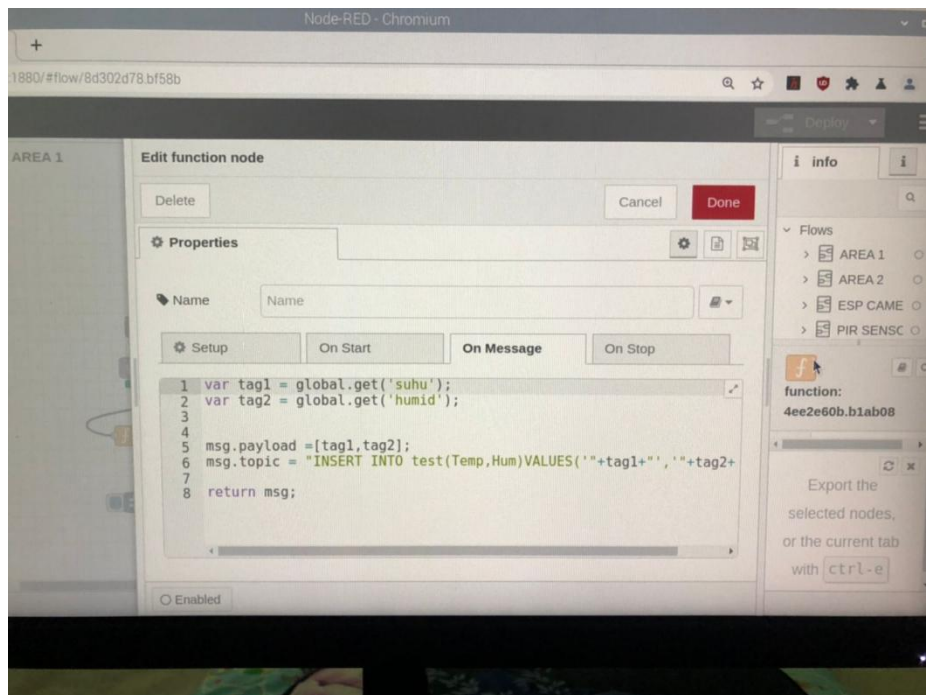 Node-RED - Chromium
+
:1880/#flow/8d302d78.bf58b
Deploy
AREA 1
Edit function node
Delete
Cancel
Done
Properties
Name
Name
Setup
On Start
On Message
On Stop
1 var tag1 = global.get('suhu');
2 var tag2 = global.get('humid');
3
4
5 msg.payload =[tag1,tag2];
6 msg.topic = "INSERT INTO test(Temp,Hum)VALUES('"+tag1+"','"+tag2+
7
8 return msg;
Enabled
i info
i
Flows
AREA 1
AREA 2
ESP CAME
PIR SENSC
f
function:
4ee2e60b.b1ab08
Export the
selected nodes,
or the current tab
with ctrl-e